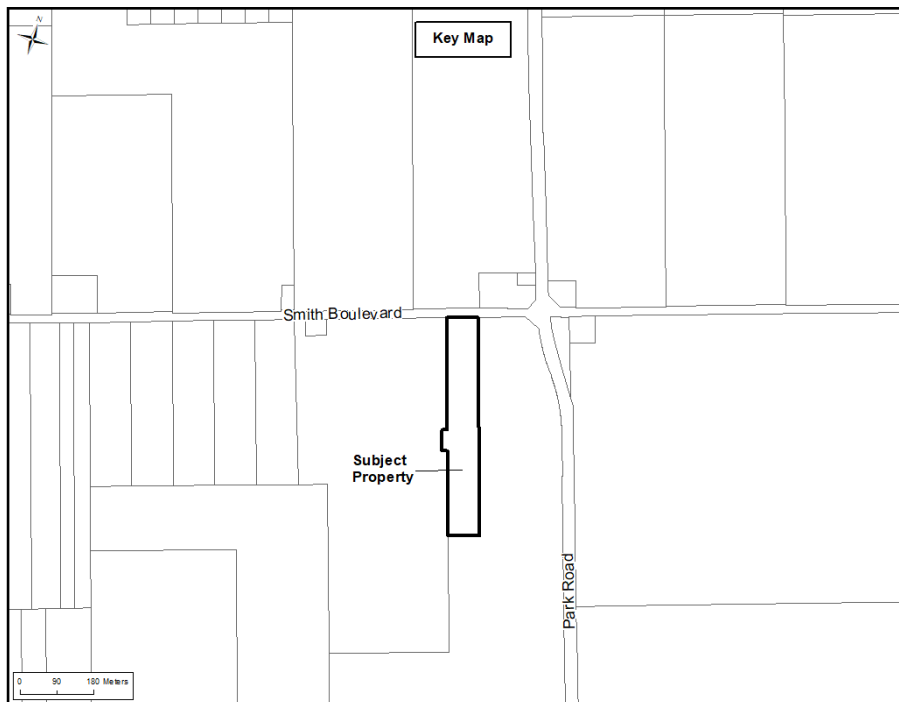 N
Key Map
Smith Boulevard
Subject
Property
Park Road
0 90 180 Meters